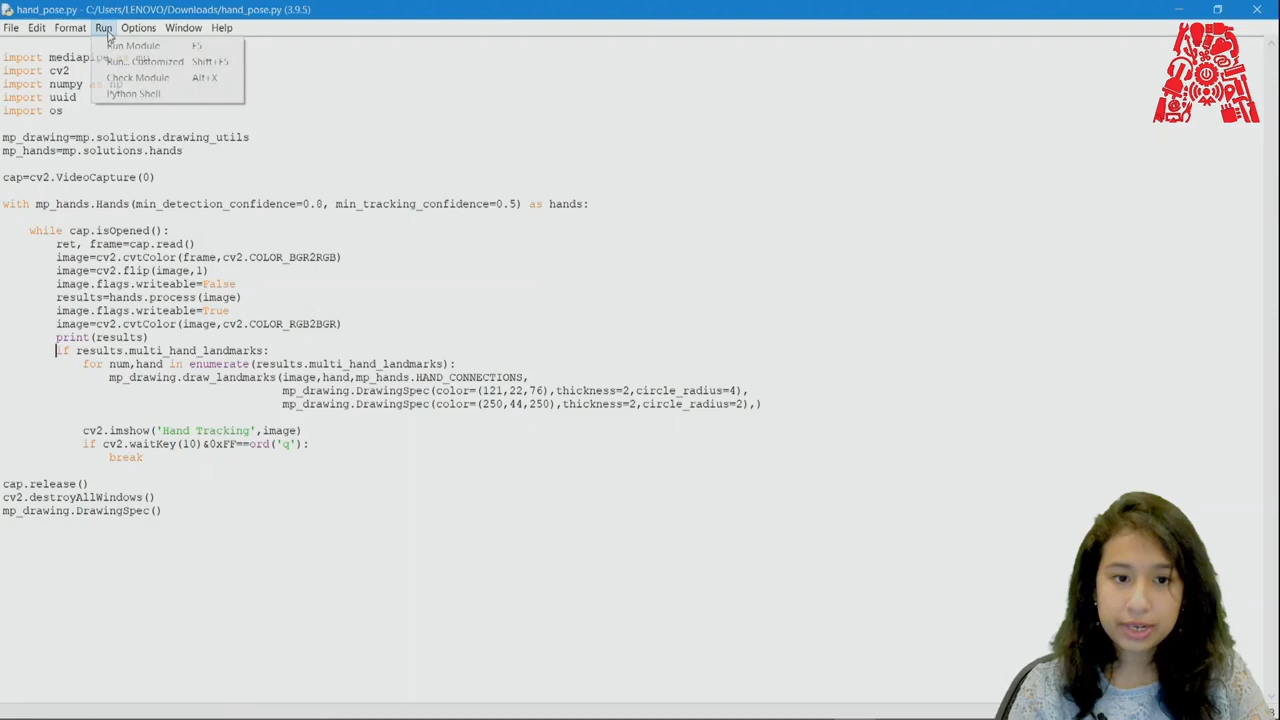 hand_pose.py - C:/Users/LENOVO/Downloads/hand_pose.py (3.9.5)
File Edit Format Run Options Window Help
Run Module F5
Run... Customized Shift+F5
Check Module Alt+X
Python Shell
import mediapipe as mp
import cv2
import numpy as np
import uuid
import os
mp_drawing=mp.solutions.drawing_utils
mp_hands=mp.solutions.hands
cap=cv2.VideoCapture(0)
with mp_hands.Hands(min_detection_confidence=0.8, min_tracking_confidence=0.5) as hands:
while cap.isOpened():
ret, frame=cap.read()
image=cv2.cvtColor(frame,cv2.COLOR_BGR2RGB)
image=cv2.flip(image,1)
image.flags.writeable=False
results=hands.process(image)
image.flags.writeable=True
image=cv2.cvtColor(image,cv2.COLOR_RGB2BGR)
print(results)
if results.multi_hand_landmarks:
for num,hand in enumerate(results.multi_hand_landmarks):
mp_drawing.draw_landmarks(image,hand,mp_hands.HAND_CONNECTIONS,
mp_drawing.DrawingSpec(color=(121,22,76),thickness=2,circle_radius=4),
mp_drawing.DrawingSpec(color=(250,44,250),thickness=2,circle_radius=2),)
cv2.imshow('Hand Tracking',image)
if cv2.waitKey(10)&0xFF==ord('q'):
break
cap.release()
cv2.destroyAllWindows()
mp_drawing.DrawingSpec()